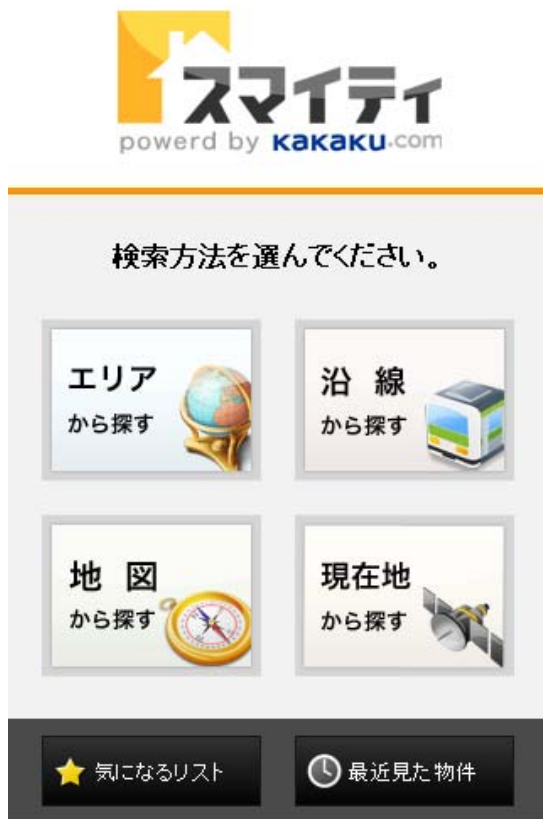 スマイティ
powerd by kakaku.com
検索方法を選んでください。
エリア
から探す
沿線
から探す
地図
から探す
現在地
から探す
気になるリスト
最近見た物件